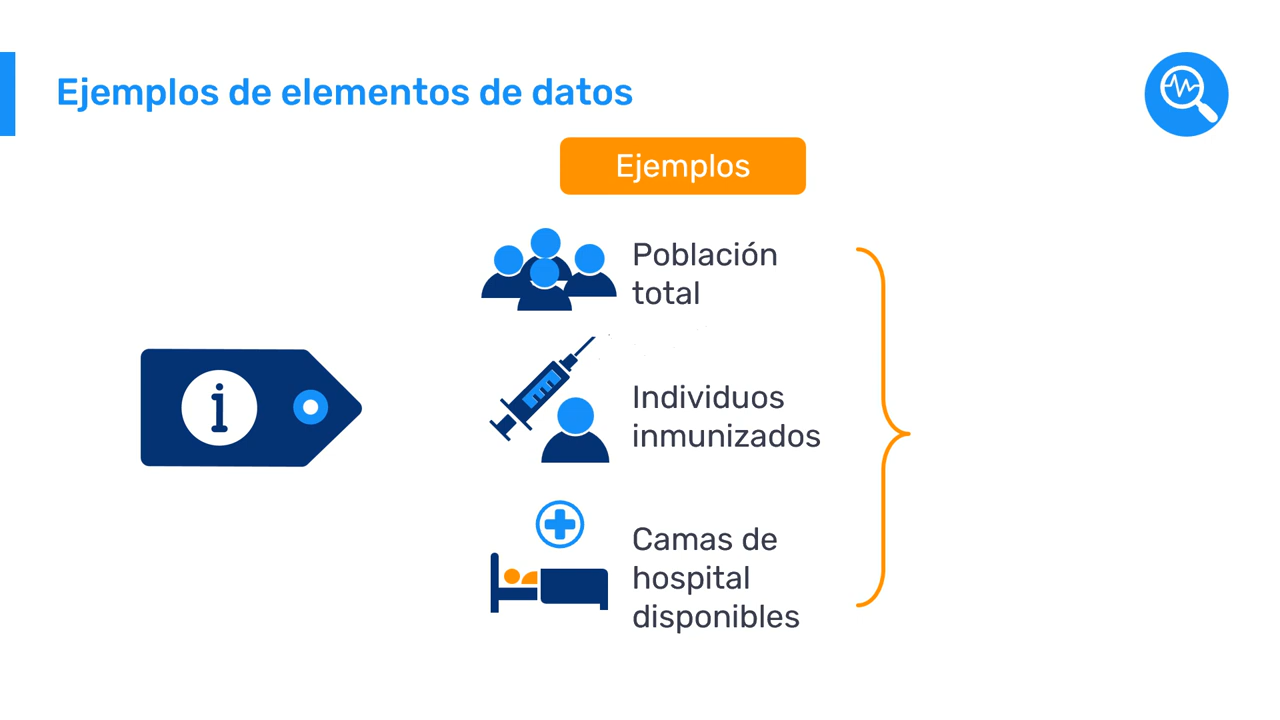 Ejemplos de elementos de datos
Ejemplos
Población
total
Individuos
inmunizados
Camas de
hospital
disponibles
i